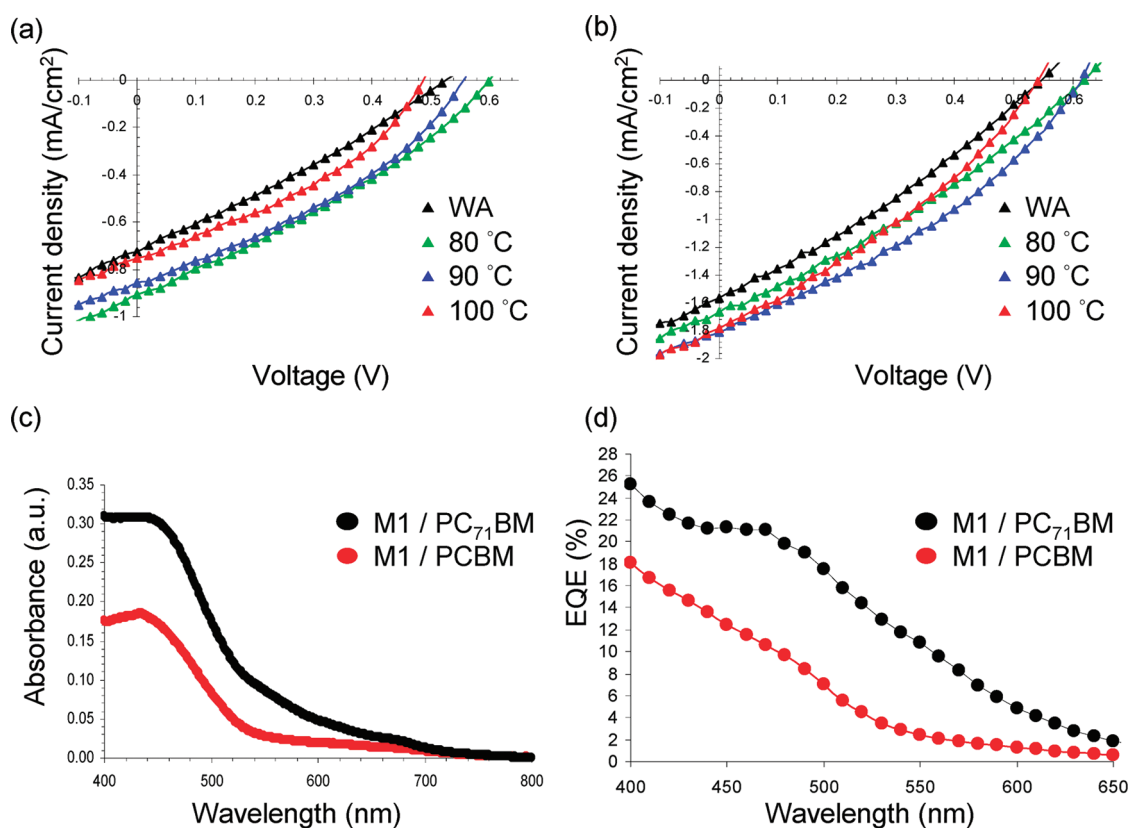 (a)
Current density (mA/cm²)
0
-0.2
-0.4
-0.6
-0.8
-1
-0.1 0 0.1 0.2 0.3 0.4 0.5 0.6
WA
80 °C
90 °C
100 °C
Voltage (V)
(b)
Current density (mA/cm²)
0
-0.2
-0.4
-0.6
-0.8
-1
-1.2
-1.4
-1.6
-1.8
-2
-0.1 0 0.1 0.2 0.3 0.4 0.5 0.6
WA
80 °C
90 °C
100 °C
Voltage (V)
(c)
Absorbance (a.u.)
0.35
0.30
0.25
0.20
0.15
0.10
0.05
0.00
400 500 600 700 800
M1 / PC₇₁BM
M1 / PCBM
Wavelength (nm)
(d)
EQE (%)
28
26
24
22
20
18
16
14
12
10
8
6
4
2
0
400 450 500 550 600 650
M1 / PC₇₁BM
M1 / PCBM
Wavelength (nm)